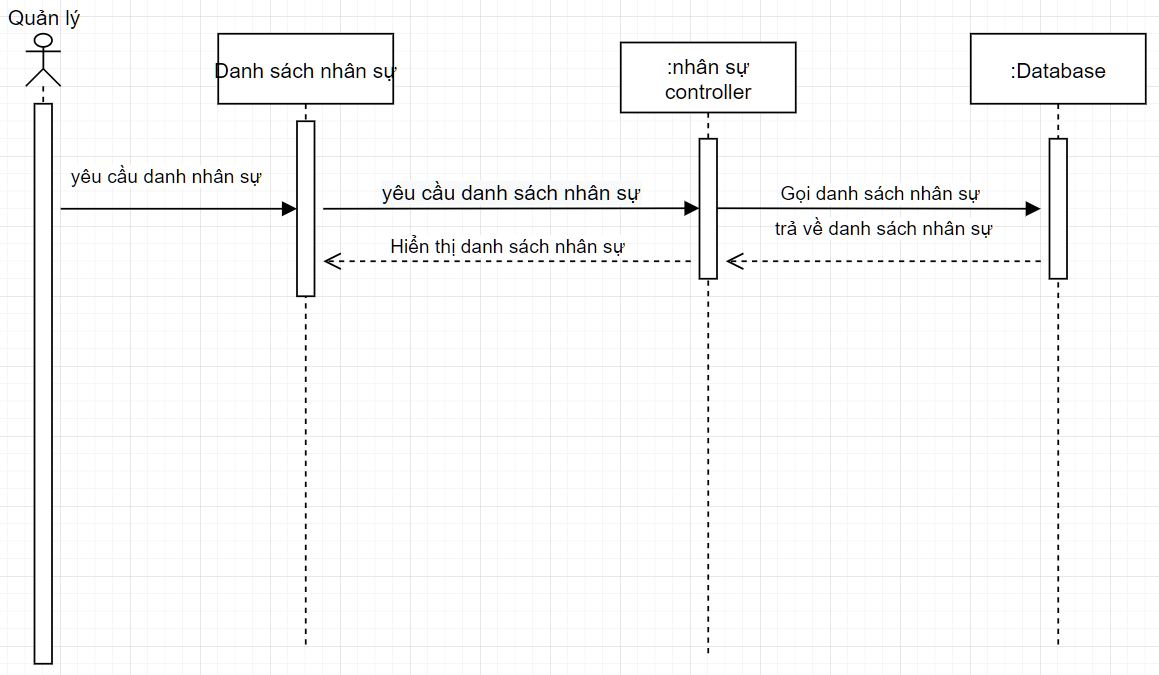 Quản lý
Danh sách nhân sự
:nhân sự
controller
:Database
yêu cầu danh nhân sự
yêu cầu danh sách nhân sự
Gọi danh sách nhân sự
trả về danh sách nhân sự
Hiển thị danh sách nhân sự